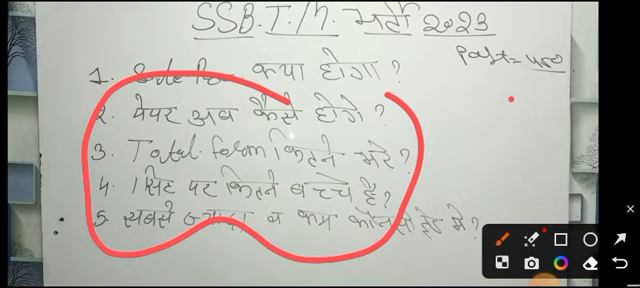 SSB.T.M. भर्ती 2023
Post = 450
1. क्या होगा?
2. पेपर अब कैसे होंगे?
3. Total form कितने भरे?
4. 1 सिट पर कितने बच्चे है?
5. सबसे ज्यादा व कम कौनसी ट्रेड मे?